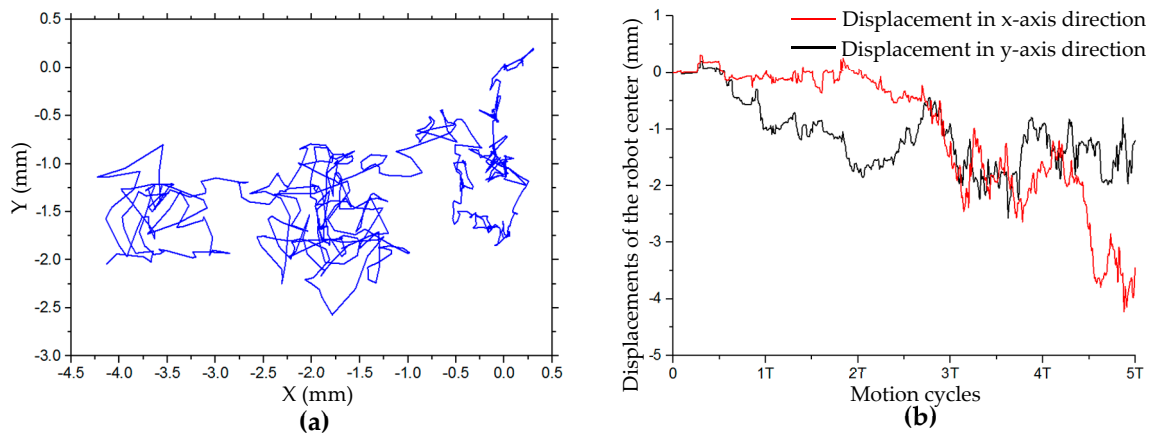 0.5
0.0
-0.5
-1.0
-1.5
-2.0
-2.5
-3.0
Y (mm)
-4.5 -4.0 -3.5 -3.0 -2.5 -2.0 -1.5 -1.0 -0.5 0.0 0.5
X (mm)
(a)
Displacement in x-axis direction
Displacement in y-axis direction
Displacements of the robot center (mm)
1
0
-1
-2
-3
-4
-5
0 1T 2T 3T 4T 5T
Motion cycles
(b)